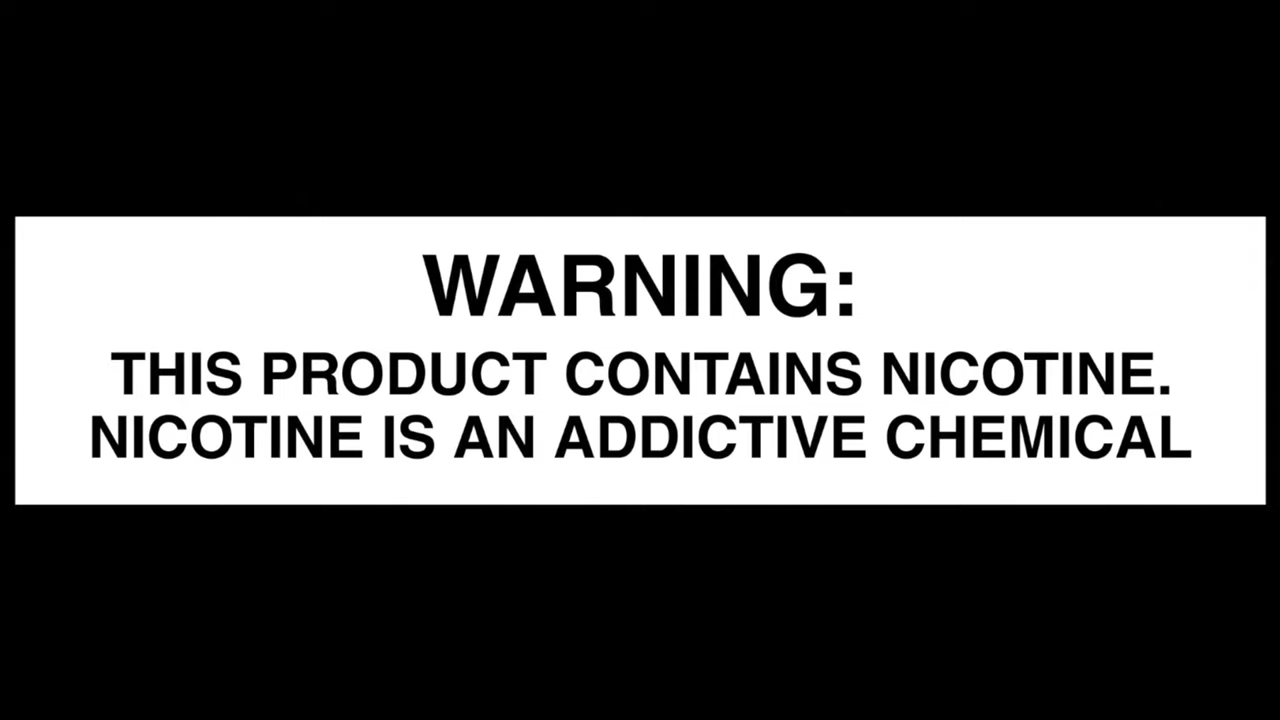 WARNING:
THIS PRODUCT CONTAINS NICOTINE.
NICOTINE IS AN ADDICTIVE CHEMICAL